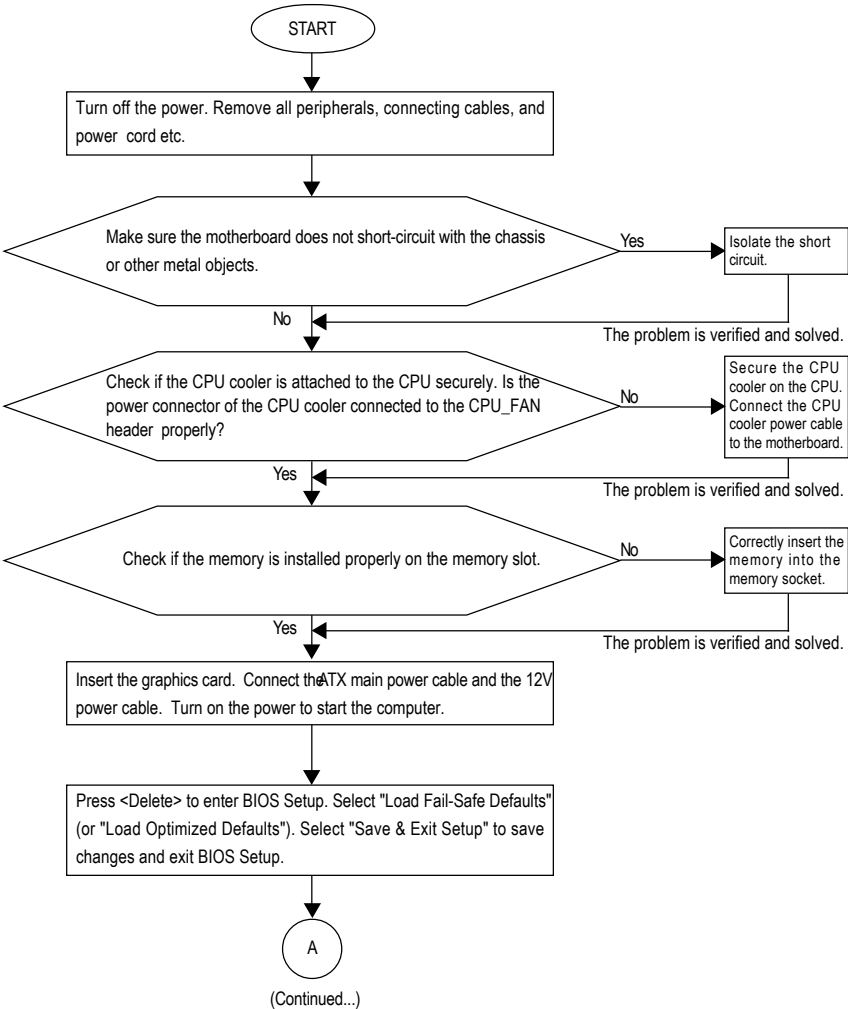 START
Turn off the power. Remove all peripherals, connecting cables, and
power cord etc.
Make sure the motherboard does not short-circuit with the chassis
or other metal objects.
Yes
Isolate the short
circuit.
No
The problem is verified and solved.
Check if the CPU cooler is attached to the CPU securely. Is the
power connector of the CPU cooler connected to the CPU_FAN
header properly?
No
Secure the CPU
cooler on the CPU.
Connect the CPU
cooler power cable
to the motherboard.
Yes
The problem is verified and solved.
Check if the memory is installed properly on the memory slot.
No
Correctly insert the
memory into the
memory socket.
Yes
The problem is verified and solved.
Insert the graphics card. Connect the ATX main power cable and the 12V
power cable. Turn on the power to start the computer.
Press <Delete> to enter BIOS Setup. Select "Load Fail-Safe Defaults"
(or "Load Optimized Defaults"). Select "Save & Exit Setup" to save
changes and exit BIOS Setup.
A
(Continued...)